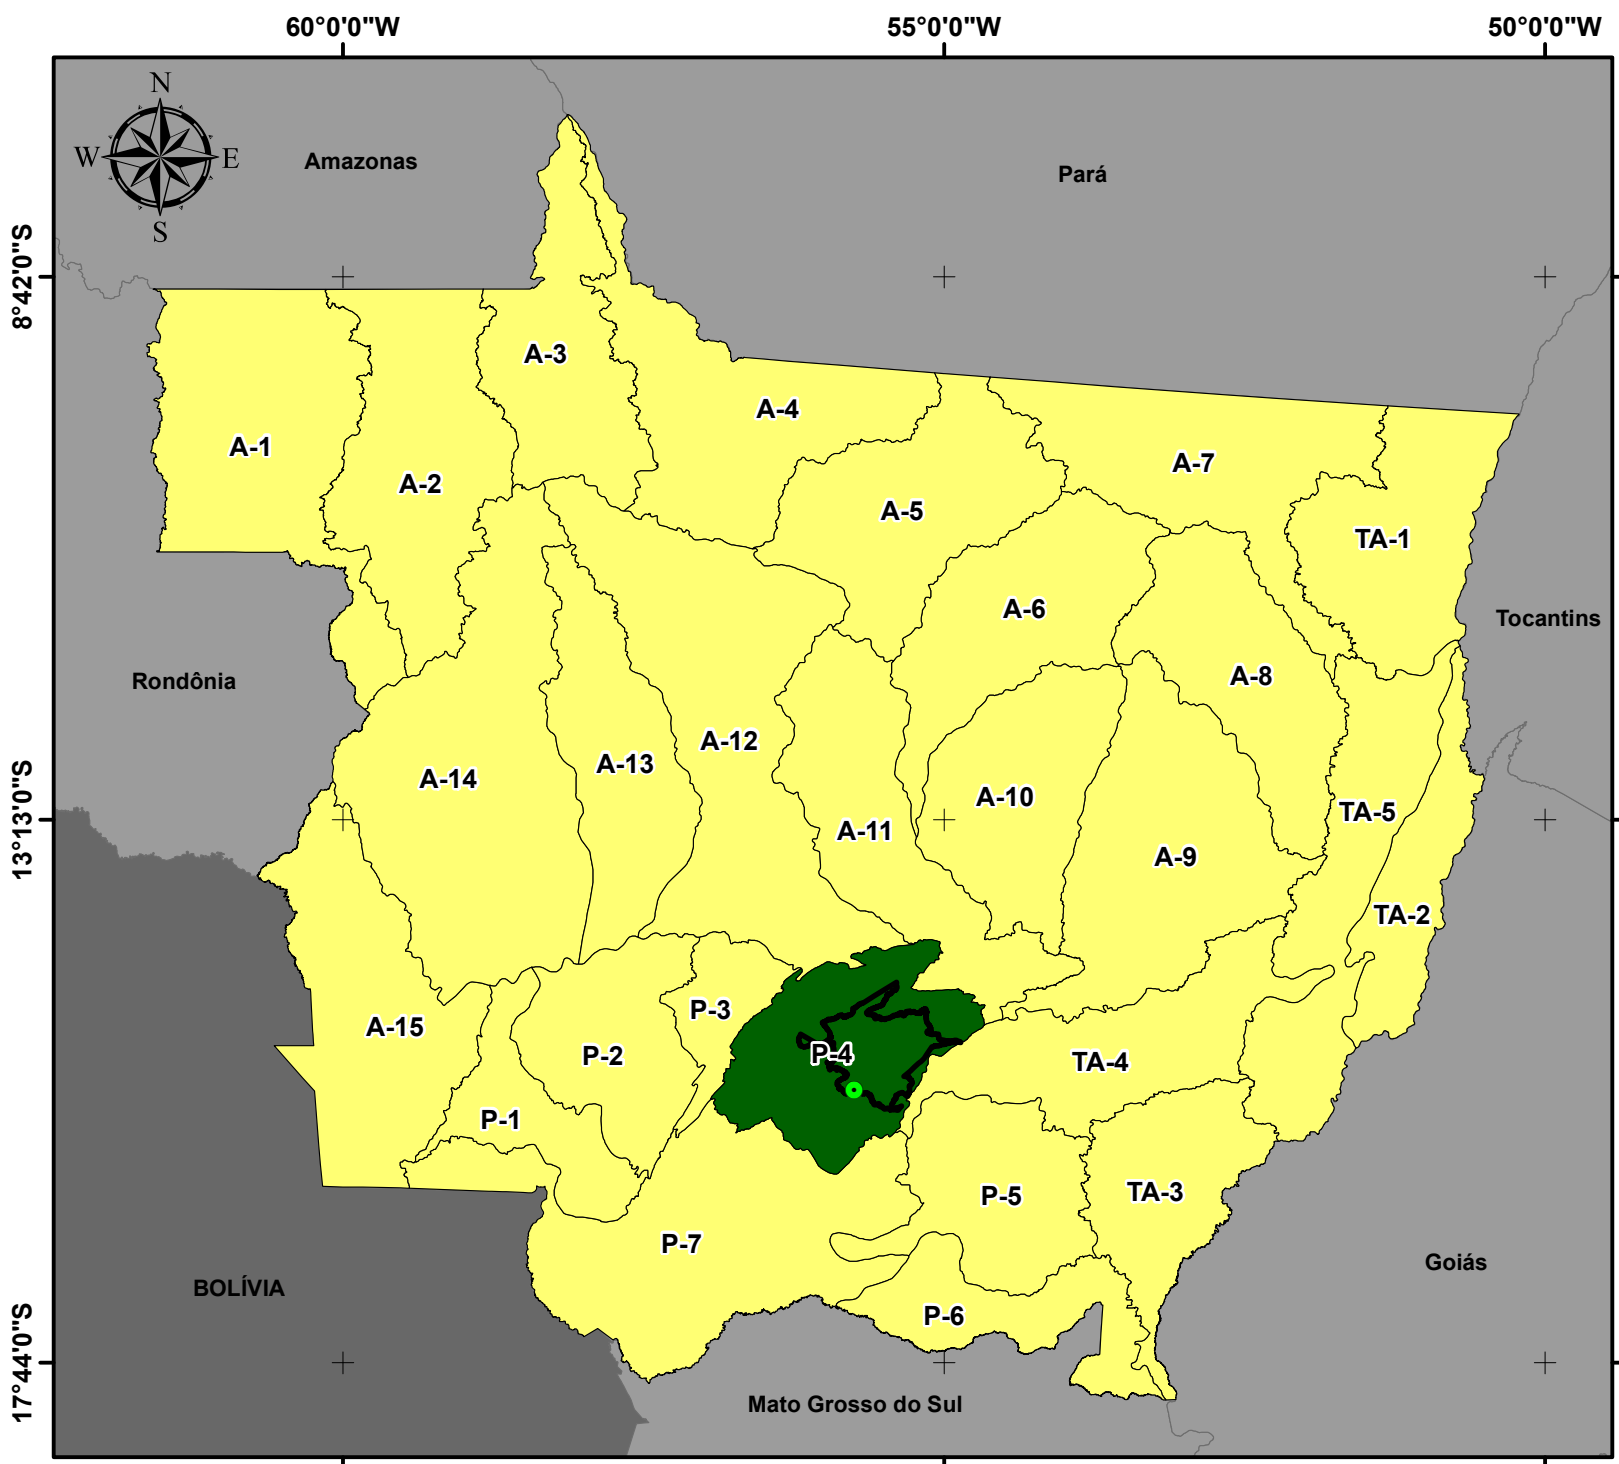 60°0'0"W
55°0'0"W
50°0'0"W
N
W
E
S
Amazonas
Pará
8°42'0"S
A-3
A-4
A-1
A-7
A-2
A-5
TA-1
A-6
Tocantins
Rondônia
A-8
A-12
A-13
A-14
A-10
TA-5
13°13'0"S
A-11
A-9
TA-2
P-3
A-15
P-2
P-4
TA-4
P-1
P-5
TA-3
P-7
Goiás
BOLÍVIA
P-6
17°44'0"S
Mato Grosso do Sul